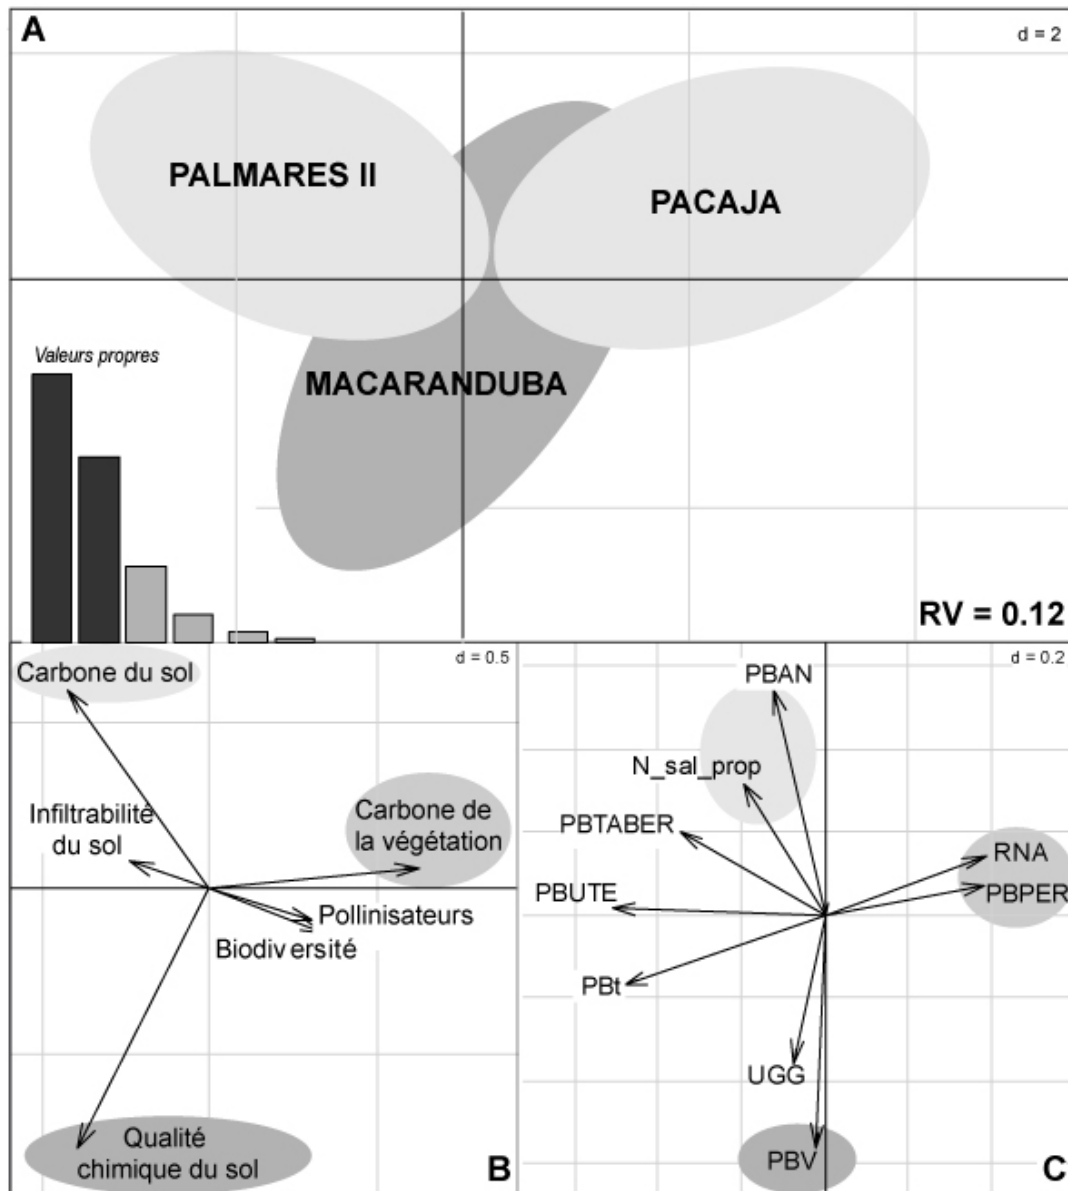 A
d = 2
PALMARES II
PACAJA
Valeurs propres
MACARANDUBA
RV = 0.12
Carbone du sol
d = 0.5
Infiltrabilité
du sol
Carbone de
la végétation
Pollinisateurs
Biodiversité
Qualité
chimique du sol
B
d = 0.2
PBAN
N_sal_prop
PBTABER
RNA
PBUTE
PBPER
PBt
UGG
PBV
C